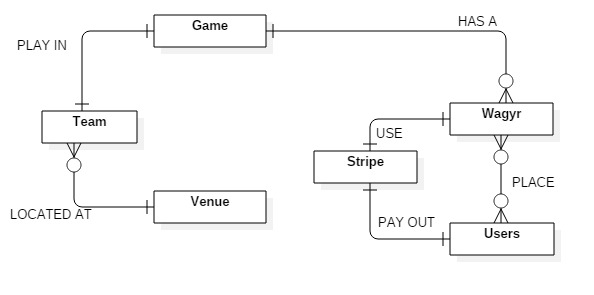 Game
HAS A
PLAY IN
Wagyr
Team
USE
Stripe
PLACE
Venue
LOCATED AT
PAY OUT
Users